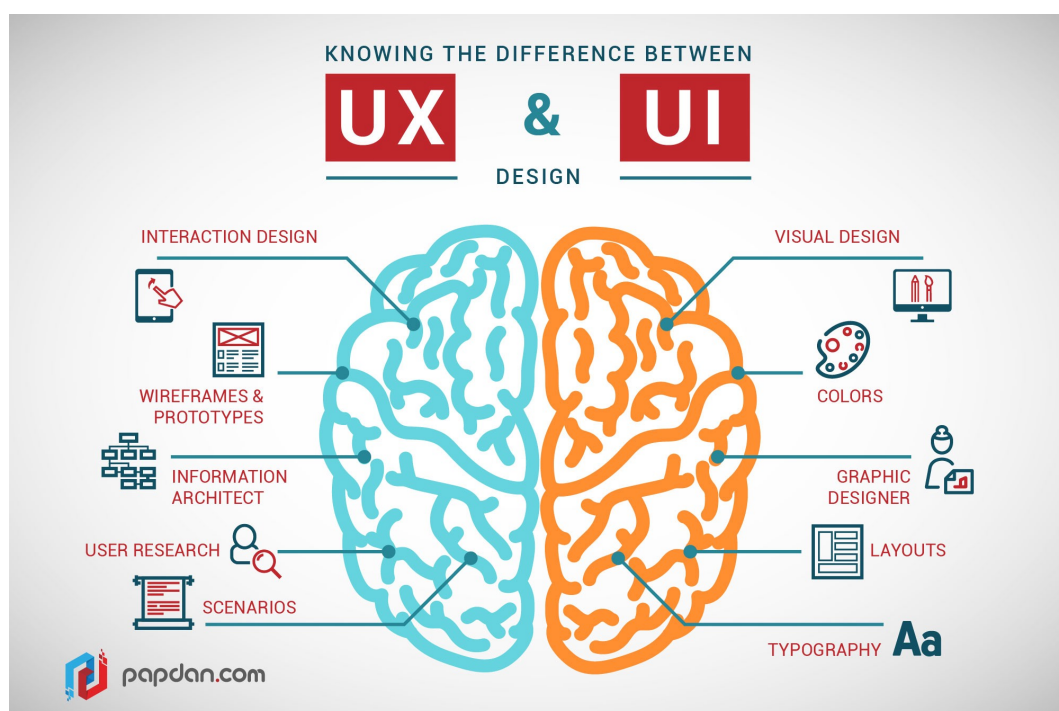 KNOWING THE DIFFERENCE BETWEEN
UX & UI
DESIGN
INTERACTION DESIGN
WIREFRAMES &
PROTOTYPES
INFORMATION
ARCHITECT
USER RESEARCH
SCENARIOS
VISUAL DESIGN
COLORS
GRAPHIC
DESIGNER
LAYOUTS
TYPOGRAPHY Aa
papdan.com